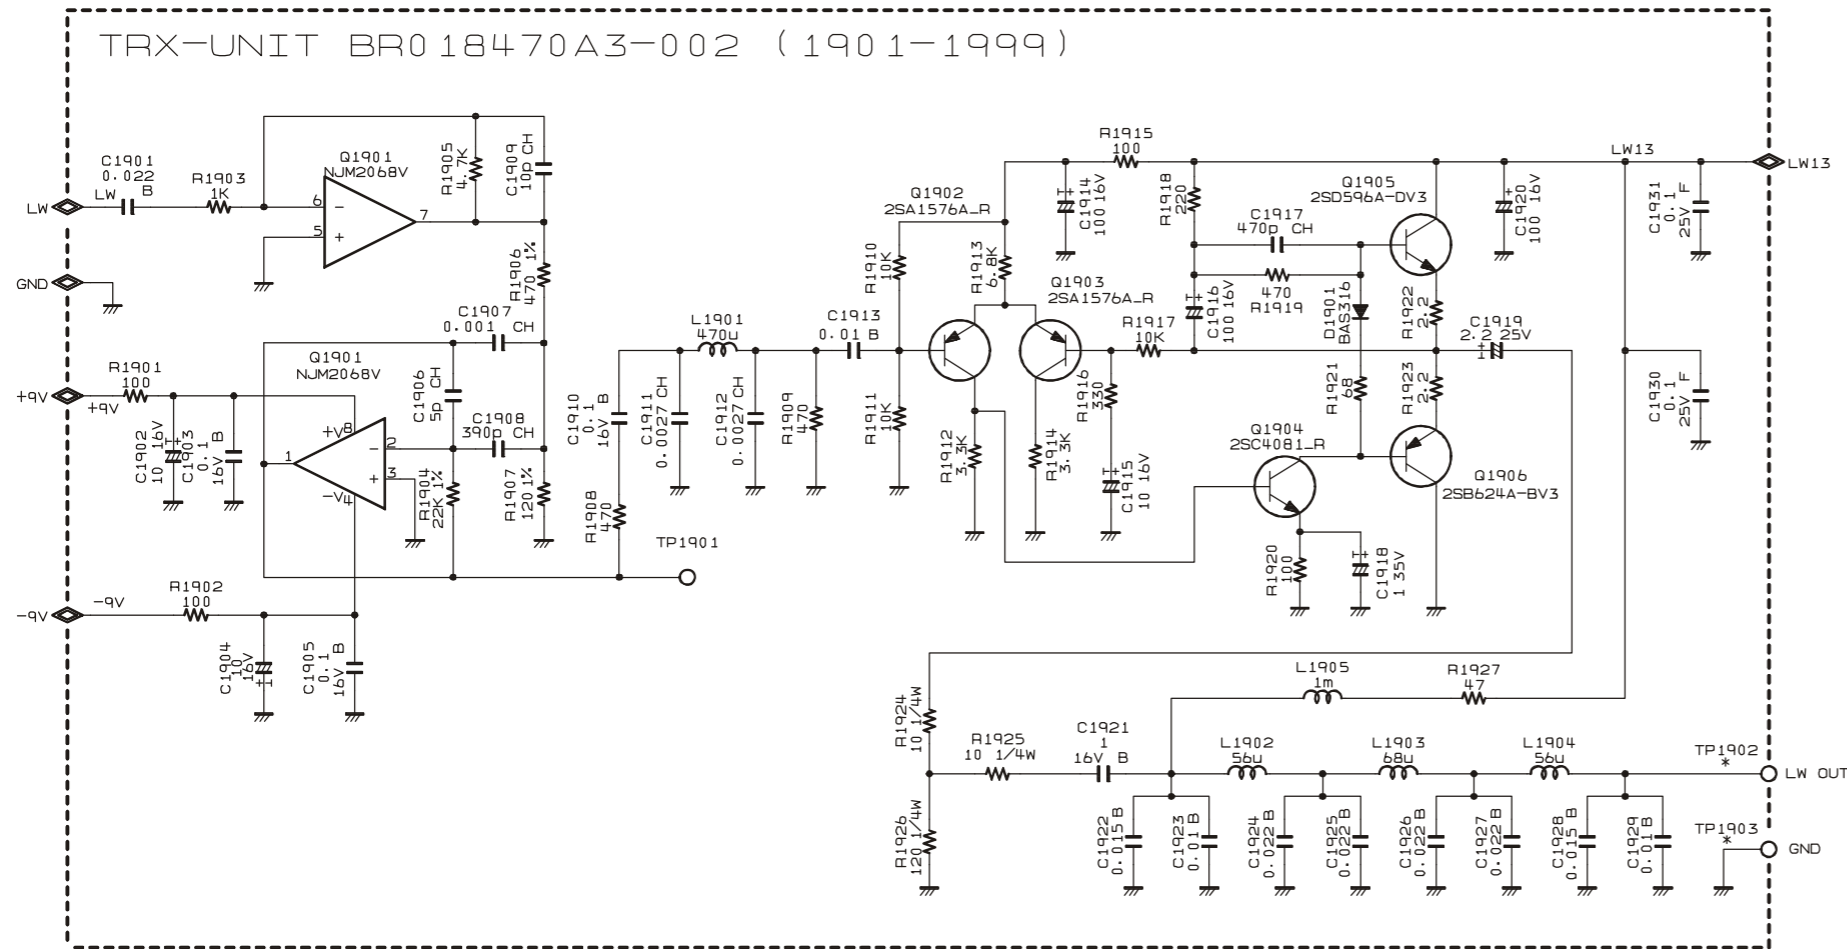 TRX-UNIT BR018470A3-002 (1901-1999)
LW
C1901
0.022
LW B
R1903
1K
Q1901
NJM2068V
6
5
7
-
+
R1905
4.7K
C1909
10p CH
R1906
470 1%
GND
+9V
R1901
100
+9V
C1902
10 16V
C1903
0.1
16V B
Q1901
NJM2068V
+V8
-V4
1
2
3
-
+
C1907
0.001 CH
C1906
5p CH
C1908
390p CH
R1904
22K 1%
R1907
120 1%
-9V
-9V
R1902
100
C1904
10
16V
C1905
0.1
16V B
TP1901
R1908
470
C1910
0.1
16V B
L1901
470u
C1911
0.0027 CH
C1912
0.0027 CH
R1909
470
C1913
0.01 B
R1910
10K
R1911
10K
Q1902
2SA1576A_R
R1913
6.8K
R1912
3.3K
Q1903
2SA1576A_R
R1914
3.3K
C1914
100 16V
R1915
100
R1917
10K
R1916
330
C1915
10 16V
R1918
220
C1916
100 16V
C1917
470p CH
470
R1919
D1901
BAS316
R1921
68
Q1904
2SC4081_R
R1920
100
C1918
1 35V
Q1905
2SD596A-DV3
R1922
2.2
R1923
2.2
Q1906
2SB624A-BV3
C1919
2.2 25V
C1920
100 16V
LW13
C1931
0.1
25V F
LW13
C1930
0.1
25V F
R1924
10 1/4W
R1925
10 1/4W
R1926
120 1/4W
C1921
1
16V B
L1905
1m
R1927
47
L1902
56u
L1903
68u
L1904
56u
C1922
0.015 B
C1923
0.01 B
C1924
0.022 B
C1925
0.022 B
C1926
0.022 B
C1927
0.022 B
C1928
0.015 B
C1929
0.01 B
TP1902
*
LW OUT
TP1903
*
GND